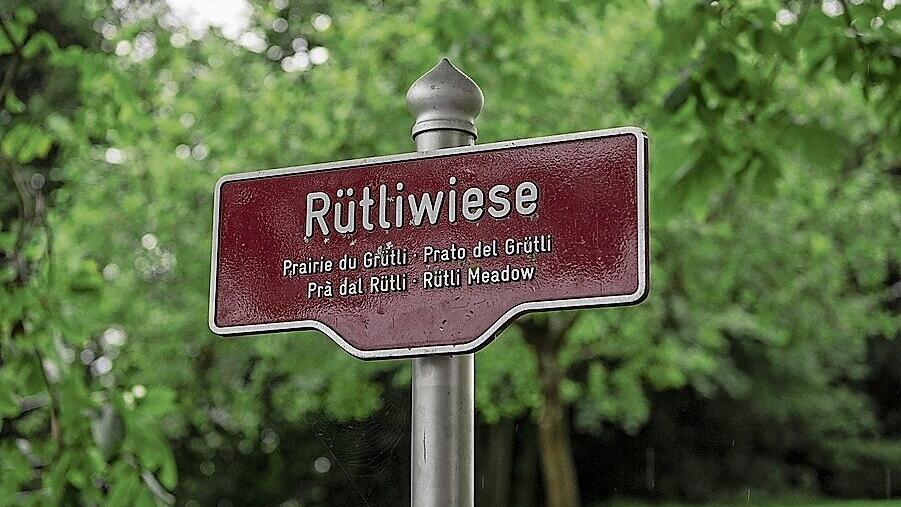 Rütliwiese
Prairie du Grütli · Prato del Grütli
Prà dal Rütli · Rütli Meadow